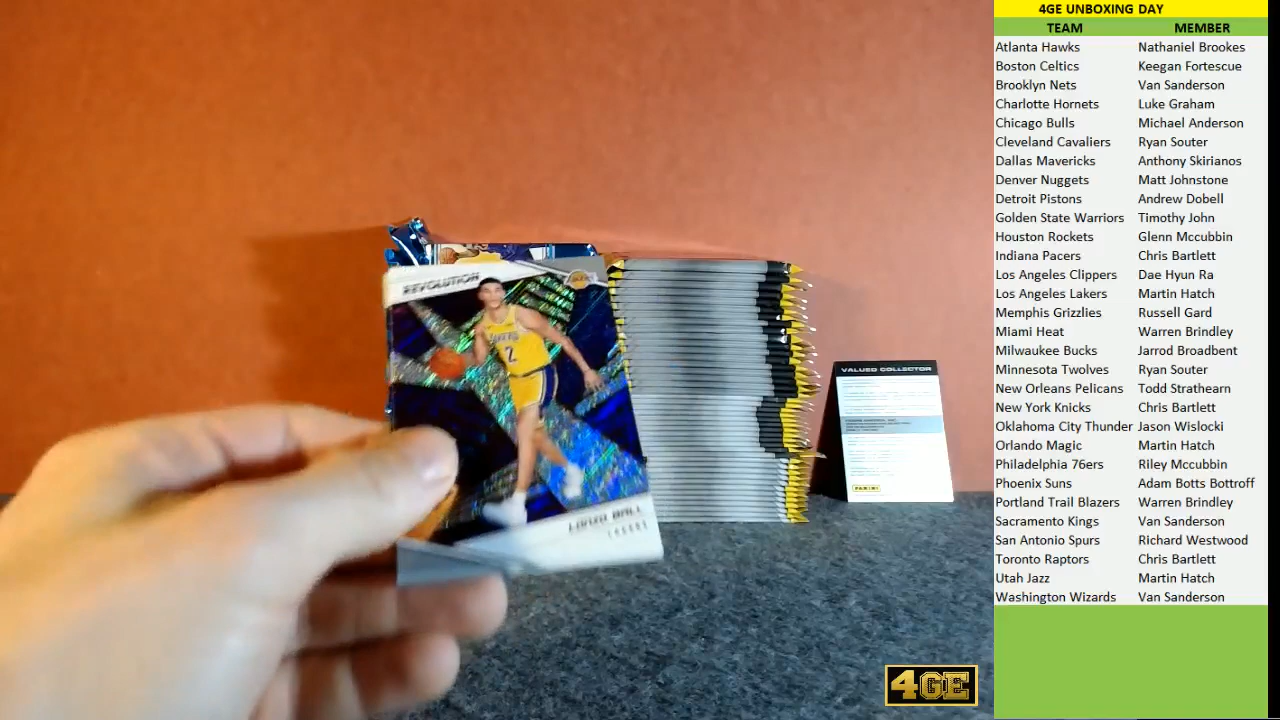 4GE UNBOXING DAY
TEAM MEMBER
Atlanta Hawks Nathaniel Brookes
Boston Celtics Keegan Fortescue
Brooklyn Nets Van Sanderson
Charlotte Hornets Luke Graham
Chicago Bulls Michael Anderson
Cleveland Cavaliers Ryan Souter
Dallas Mavericks Anthony Skirianos
Denver Nuggets Matt Johnstone
Detroit Pistons Andrew Dobell
Golden State Warriors Timothy John
Houston Rockets Glenn Mccubbin
Indiana Pacers Chris Bartlett
Los Angeles Clippers Dae Hyun Ra
Los Angeles Lakers Martin Hatch
Memphis Grizzlies Russell Gard
Miami Heat Warren Brindley
Milwaukee Bucks Jarrod Broadbent
Minnesota Twolves Ryan Souter
New Orleans Pelicans Todd Strathearn
New York Knicks Chris Bartlett
Oklahoma City Thunder Jason Wislocki
Orlando Magic Martin Hatch
Philadelphia 76ers Riley Mccubbin
Phoenix Suns Adam Botts Bottroff
Portland Trail Blazers Warren Brindley
Sacramento Kings Van Sanderson
San Antonio Spurs Richard Westwood
Toronto Raptors Chris Bartlett
Utah Jazz Martin Hatch
Washington Wizards Van Sanderson
REVOLUTION
LAKERS
2
LONZO BALL
LAKERS
VALUED COLLECTOR
PANINI
4GE